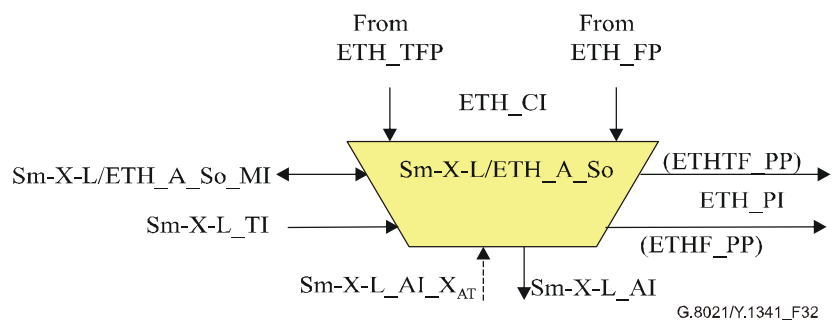 From
ETH_TFP
From
ETH_FP
ETH_CI
Sm-X-L/ETH_A_So_MI
Sm-X-L/ETH_A_So
(ETHTF_PP)
ETH_PI
Sm-X-L_TI
(ETHF_PP)
Sm-X-L_AI_X_AT
Sm-X-L_AI
G.8021/Y.1341_F32